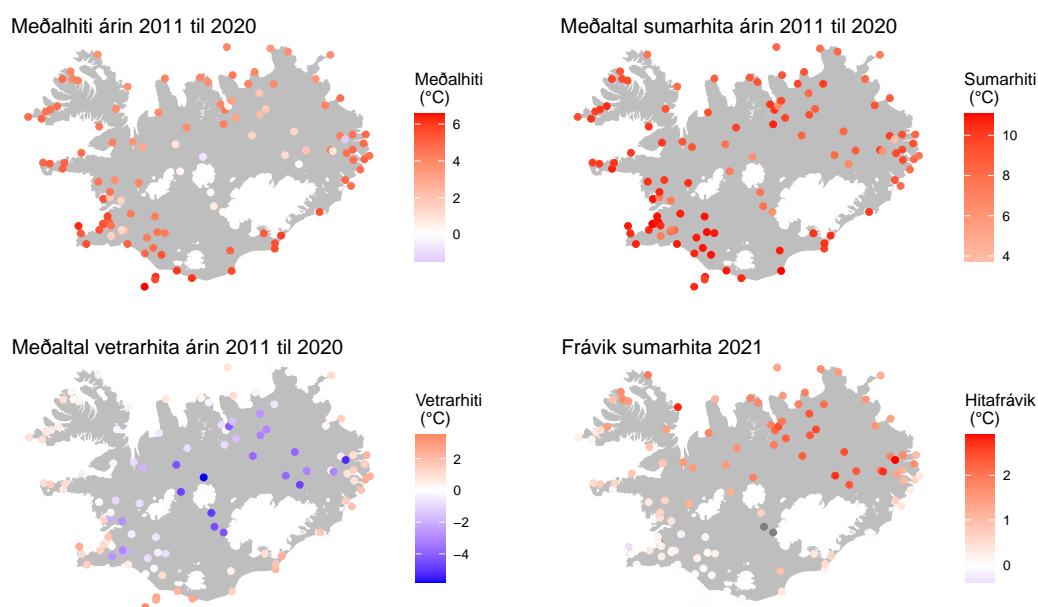 Meðalhiti árin 2011 til 2020
Meðalhiti
(°C)
6
4
2
0
Meðaltal sumarhita árin 2011 til 2020
Sumarhiti
(°C)
10
8
6
4
Meðaltal vetrarhita árin 2011 til 2020
Vetrarhiti
(°C)
2
0
−2
−4
Frávik sumarhita 2021
Hitafrávik
(°C)
2
1
0